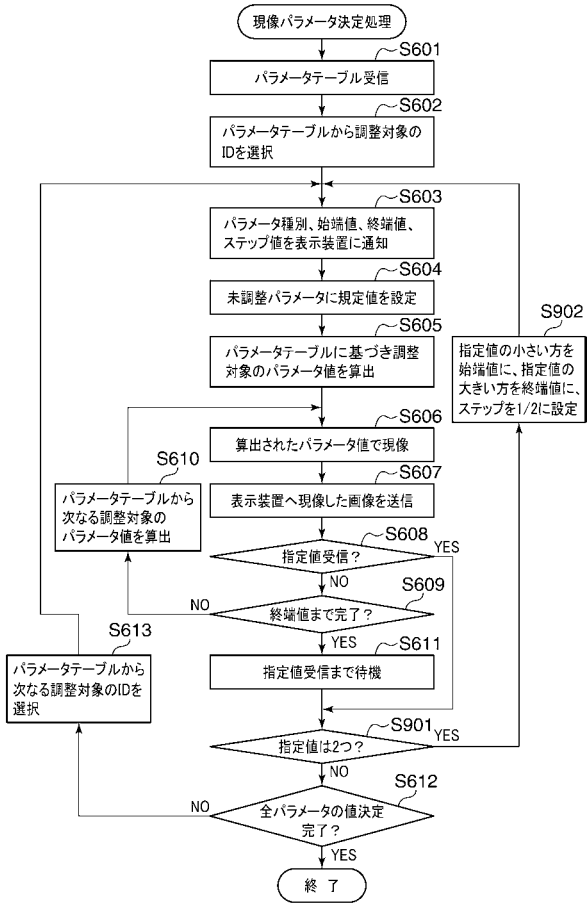 現像パラメータ決定処理
S601
パラメータテーブル受信
S602
パラメータテーブルから調整対象の
IDを選択
S603
パラメータ種別、始端値、終端値、
ステップ値を表示装置に通知
S604
未調整パラメータに規定値を設定
S605
パラメータテーブルに基づき調整
対象のパラメータ値を算出
S902
指定値の小さい方を
始端値に、指定値の
大きい方を終端値に、
ステップを1/2に設定
S606
算出されたパラメータ値で現像
S610
パラメータテーブルから
次なる調整対象の
パラメータ値を算出
S607
表示装置へ現像した画像を送信
S608
指定値受信？
YES
NO
S609
終端値まで完了？
NO
YES
S611
指定値受信まで待機
S613
パラメータテーブルから
次なる調整対象のIDを
選択
S901
指定値は2つ？
YES
NO
S612
全パラメータの値決定
完了？
NO
YES
終 了